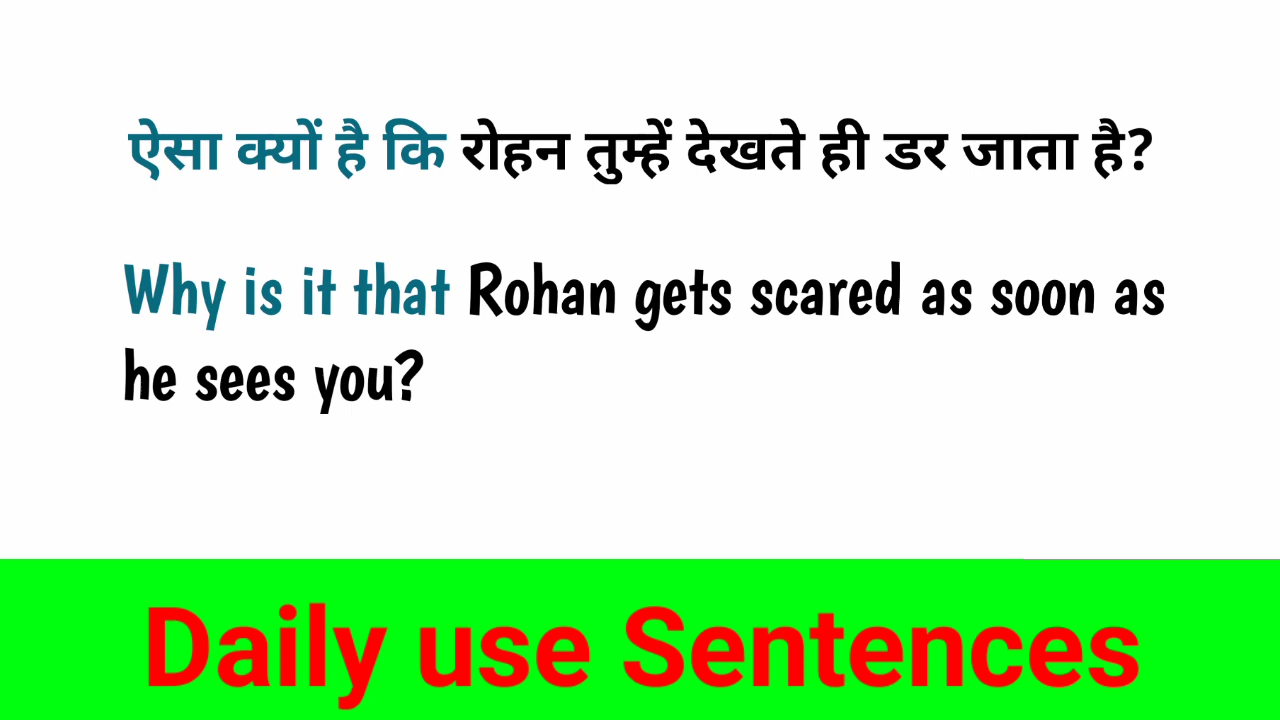 ऐसा क्यों है कि रोहन तुम्हें देखते ही डर जाता है?
Why is it that Rohan gets scared as soon as
he sees you?
Daily use Sentences